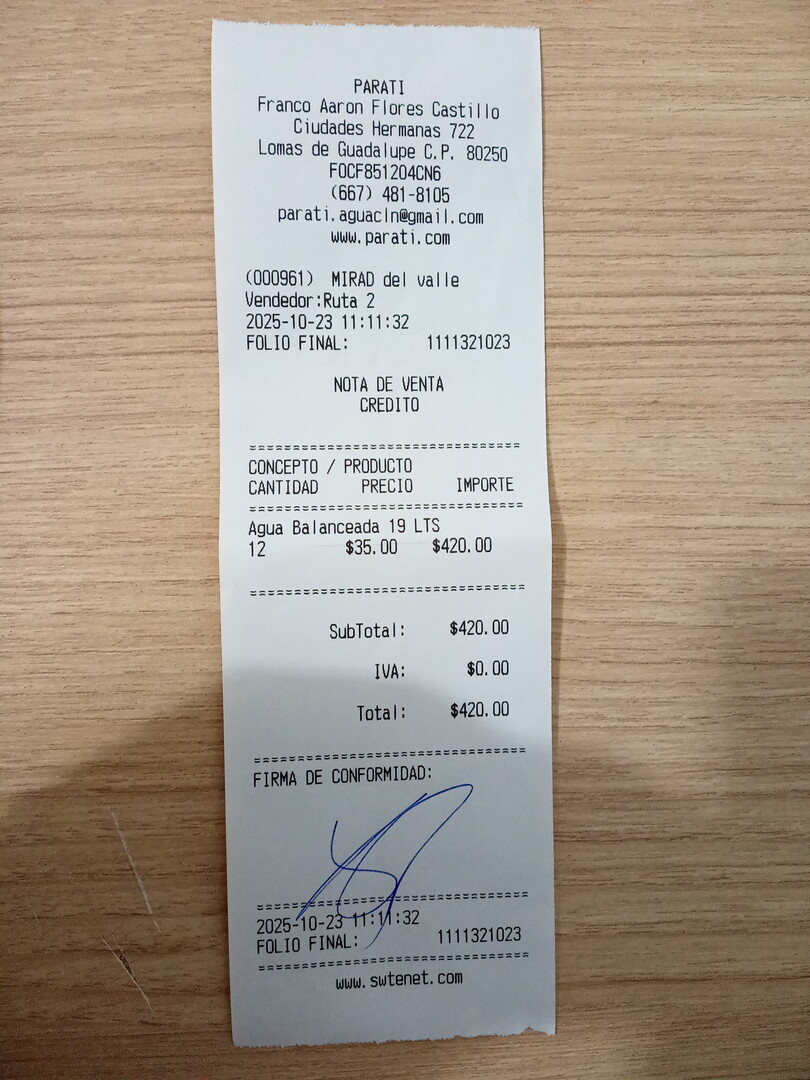 PARATI
Franco Aaron Flores Castillo
Ciudades Hermanas 722
Lomas de Guadalupe C.P. 80250
FOCF851204CN6
(667) 481-8105
parati.aguacln@gmail.com
www.parati.com
(000961) MIRAD del valle
Vendedor:Ruta 2
2025-10-23 11:11:32
FOLIO FINAL: 1111321023
NOTA DE VENTA
CREDITO
CONCEPTO / PRODUCTO
CANTIDAD PRECIO IMPORTE
Agua Balanceada 19 LTS
12 $35.00 $420.00
SubTotal: $420.00
IVA: $0.00
Total: $420.00
FIRMA DE CONFORMIDAD:
2025-10-23 11:11:32
FOLIO FINAL: 1111321023
www.swtenet.com